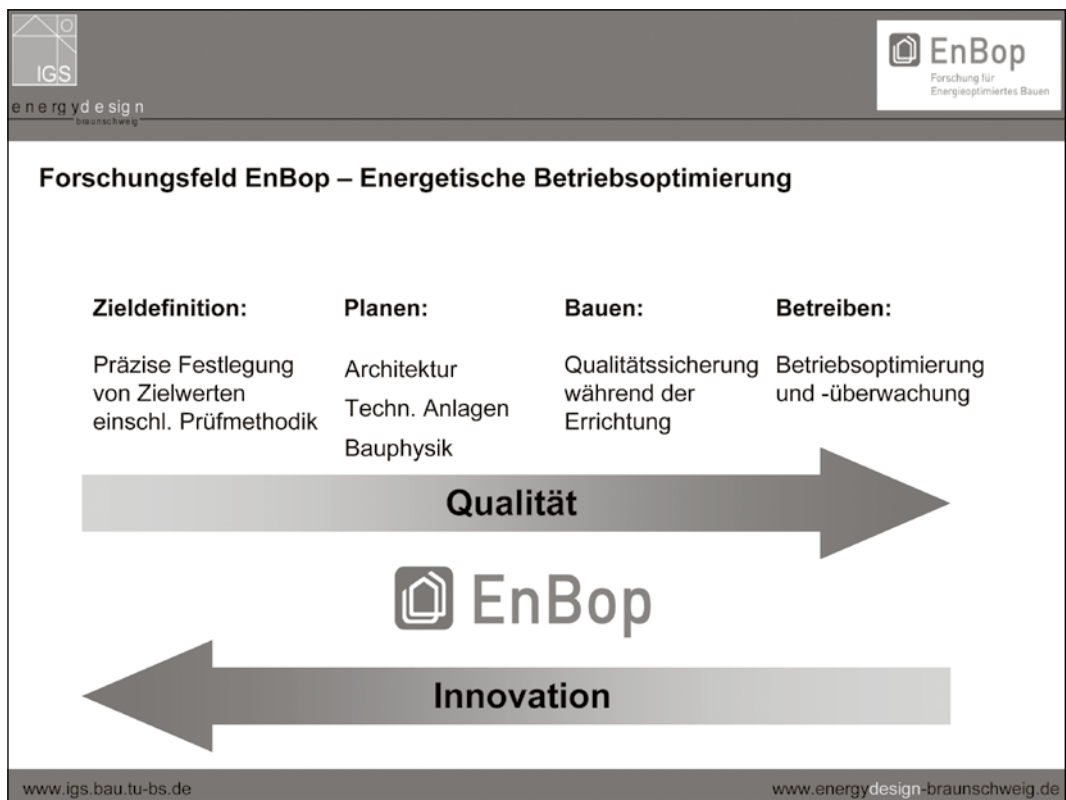 IGS
energydesign
braunschweig
EnBop
Forschung für
Energieoptimiertes Bauen
Forschungsfeld EnBop – Energetische Betriebsoptimierung
Zieldefinition:
Präzise Festlegung
von Zielwerten
einschl. Prüfmethodik
Planen:
Architektur
Techn. Anlagen
Bauphysik
Bauen:
Qualitätssicherung
während der
Errichtung
Betreiben:
Betriebsoptimierung
und -überwachung
Qualität
EnBop
Innovation
www.igs.bau.tu-bs.de
www.energydesign-braunschweig.de